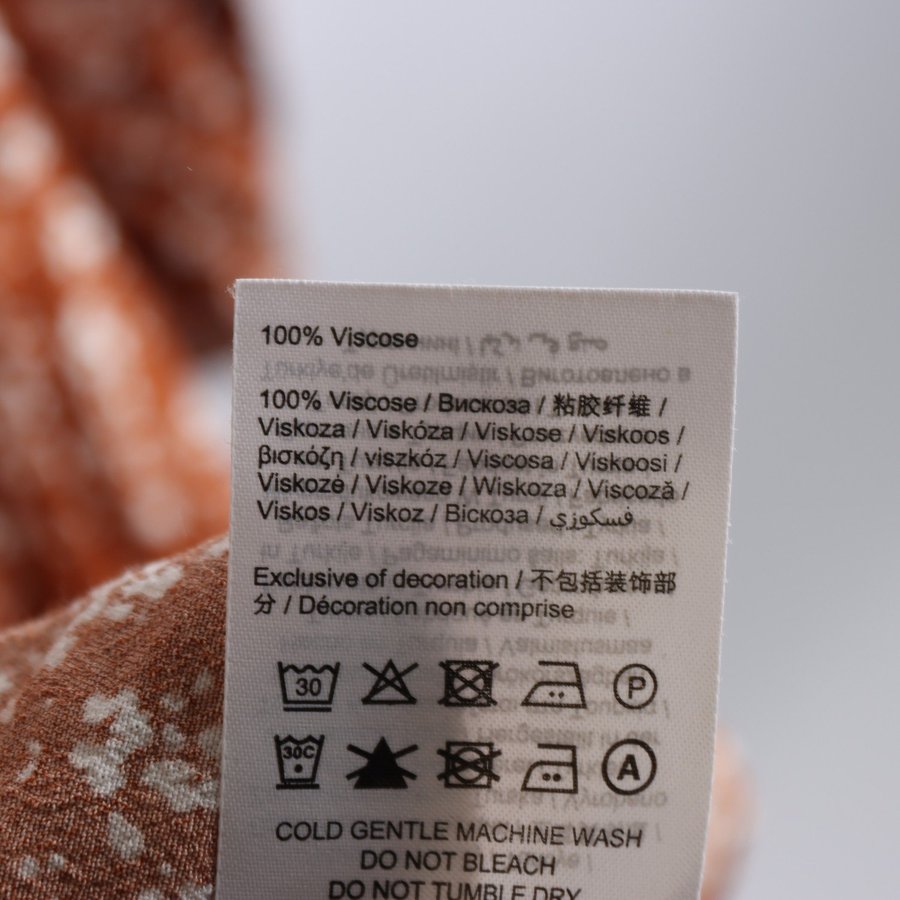 100% Viscose
100% Viscose / Вискоза / 粘胶纤维 /
Viskoza / Viskóza / Viskose / Viskoos /
βισκόζη / viszkóz / Viscosa / Viskoosi /
Viskozė / Viskoze / Wiskoza / Viscoză /
Viskos / Viskoz / Віскоза / فسكوزي
Exclusive of decoration / 不包括装饰部
分 / Décoration non comprise
30 P
30C A
COLD GENTLE MACHINE WASH
DO NOT BLEACH
DO NOT TUMBLE DRY